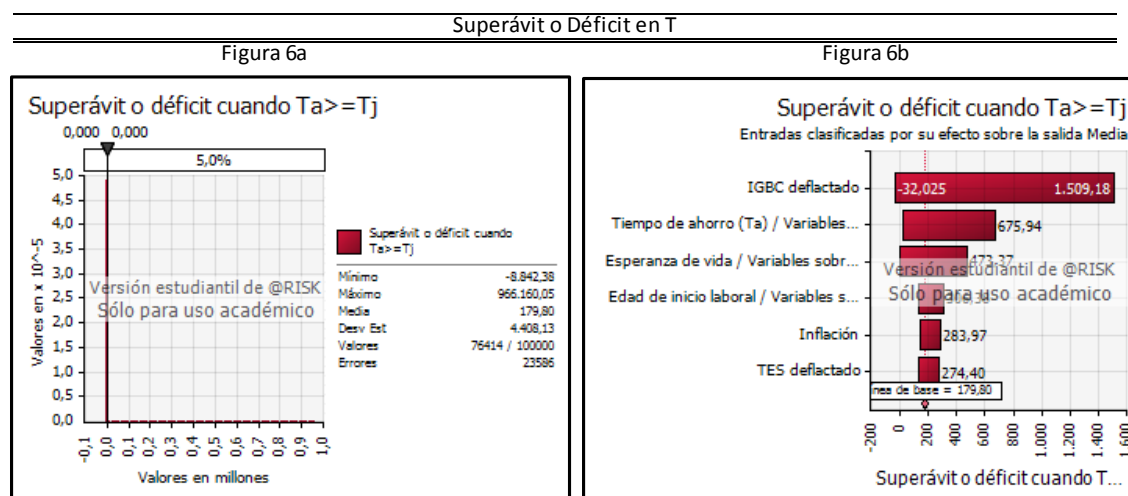 Superávit o Déficit en T
Figura 6a
Superávit o déficit cuando Ta>=Tj
0,000 0,000
5,0%
Valores en x 10^-5
5,0
4,5
4,0
3,5
3,0
2,5
2,0
1,5
1,0
0,5
0,0
Versión estudiantil de @RISK
Sólo para uso académico
-0,1 0,0 0,1 0,2 0,3 0,4 0,5 0,6 0,7 0,8 0,9 1,0
Valores en millones
Superávit o déficit cuando
Ta>=Tj
Mínimo -8.842,38
Máximo 966.160,05
Media 179,80
Desv Est 4.408,13
Valores 76414 / 100000
Errores 23586
Figura 6b
Superávit o déficit cuando Ta>=Tj
Entradas clasificadas por su efecto sobre la salida Media
IGBC deflactado -32,025 1.509,18
Tiempo de ahorro (Ta) / Variables... 675,94
Esperanza de vida / Variables sobr... 473,37
Edad de inicio laboral / Variables s...
Inflación 283,97
TES deflactado 274,40
Versión estudiantil de @RISK
Sólo para uso académico
nea de base = 179,80
-200 0 200 400 600 800 1.000 1.200 1.400 1.600
Superávit o déficit cuando T...